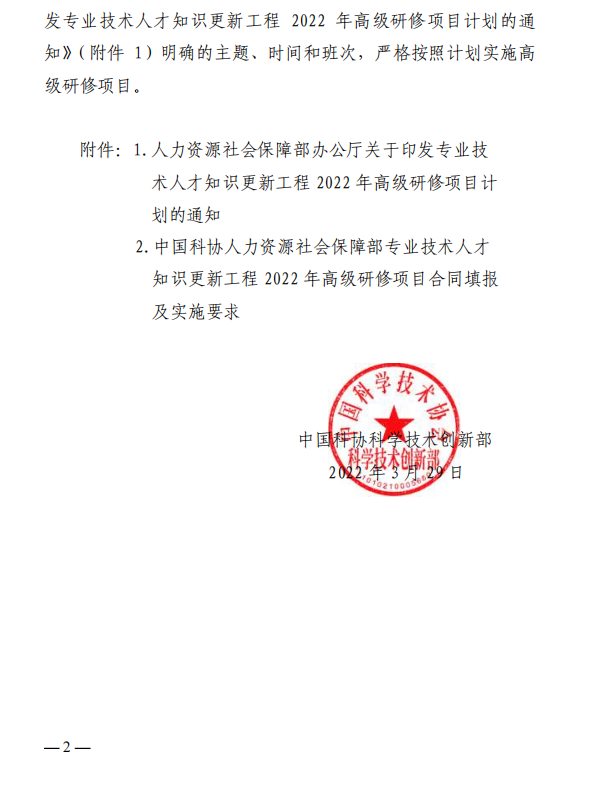 发专业技术人才知识更新工程 2022 年高级研修项目计划的通
知》（附件 1）明确的主题、时间和班次，严格按照计划实施高
级研修项目。
附件：1.人力资源社会保障部办公厅关于印发专业技
术人才知识更新工程 2022 年高级研修项目计
划的通知
2.中国科协人力资源社会保障部专业技术人才
知识更新工程 2022 年高级研修项目合同填报
及实施要求
中国科学技术协会
中国科协科学技术创新部
科学技术创新部
2022 年 3 月 29 日
— 2 —